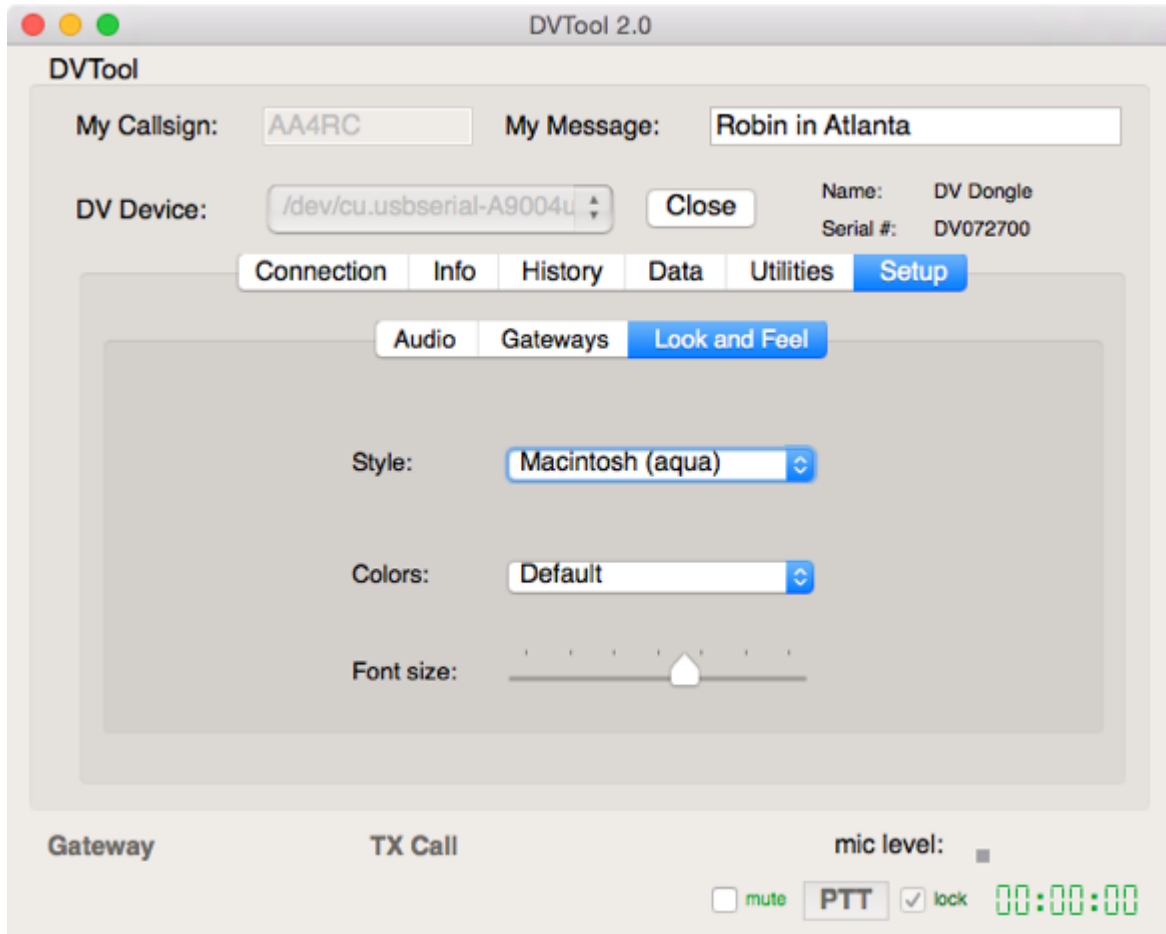 DVTool 2.0
DVTool
My Callsign: AA4RC My Message: Robin in Atlanta
DV Device: /dev/cu.usbserial-A9004u Close Name: DV Dongle
Serial #: DV072700
Connection Info History Data Utilities Setup
Audio Gateways Look and Feel
Style: Macintosh (aqua)
Colors: Default
Font size:
Gateway TX Call mic level:
mute PTT lock 00:00:00